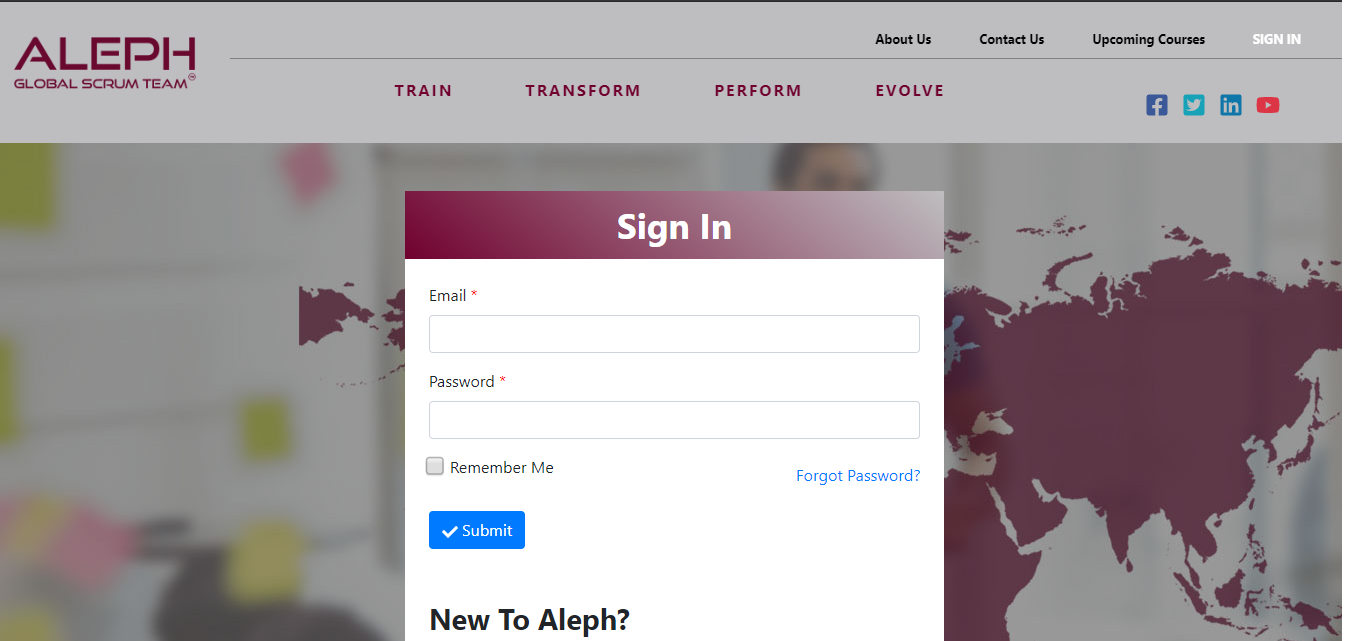 About Us Contact Us Upcoming Courses SIGN IN
ALEPH
GLOBAL SCRUM TEAM
TRAIN TRANSFORM PERFORM EVOLVE
Sign In
Email *
Password *
Remember Me
Forgot Password?
Submit
New To Aleph?